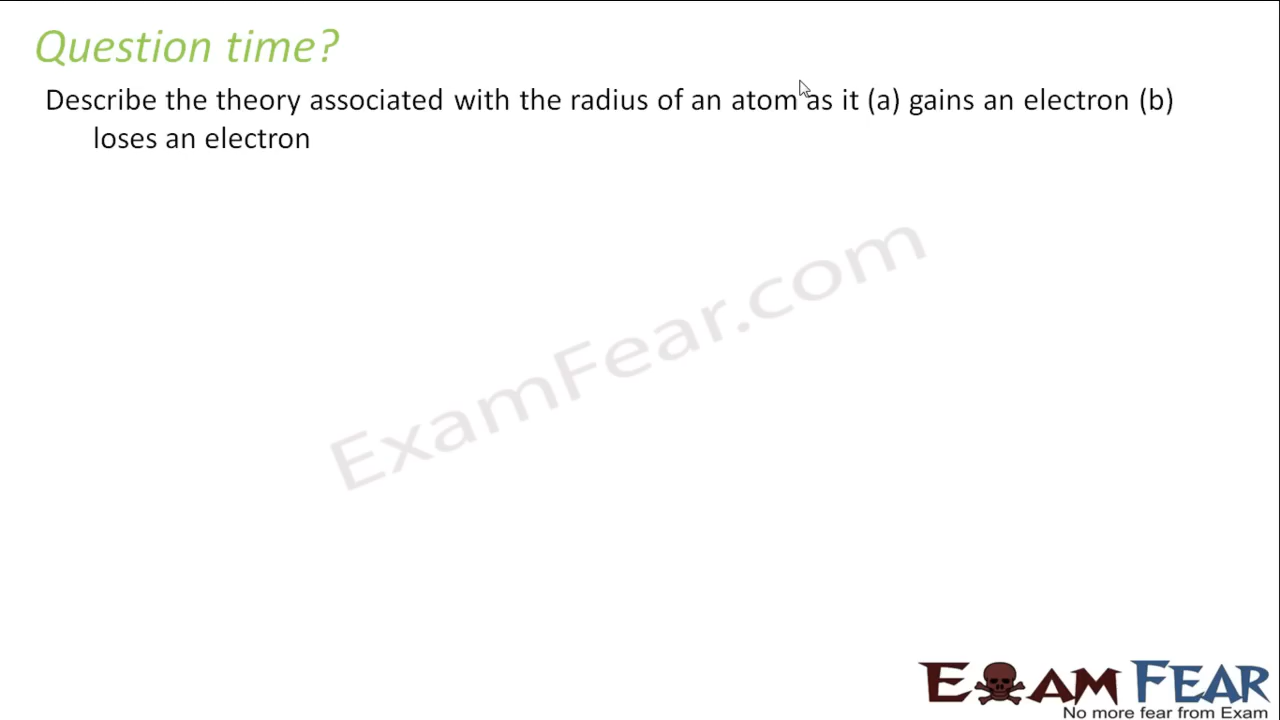 Question time?
Describe the theory associated with the radius of an atom as it (a) gains an electron (b)
loses an electron
ExamFear.com
EXAM FEAR
No more fear from Exam